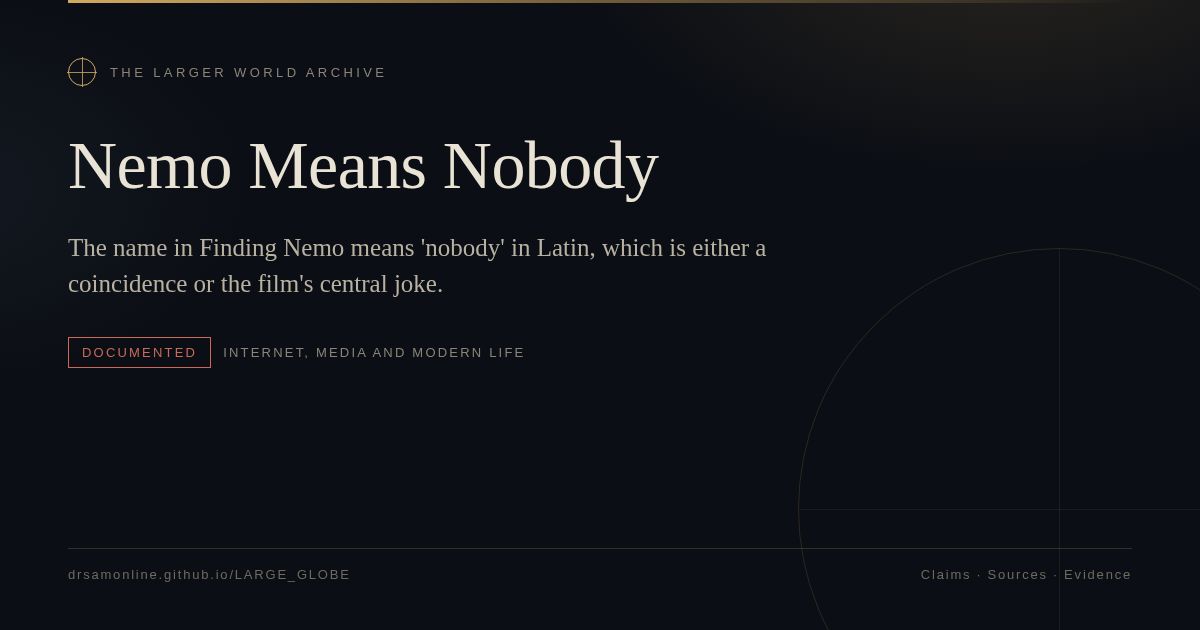 THE LARGER WORLD ARCHIVE
Nemo Means Nobody
The name in Finding Nemo means 'nobody' in Latin, which is either a
coincidence or the film's central joke.
DOCUMENTED INTERNET, MEDIA AND MODERN LIFE
drsamonline.github.io/LARGE_GLOBE Claims · Sources · Evidence